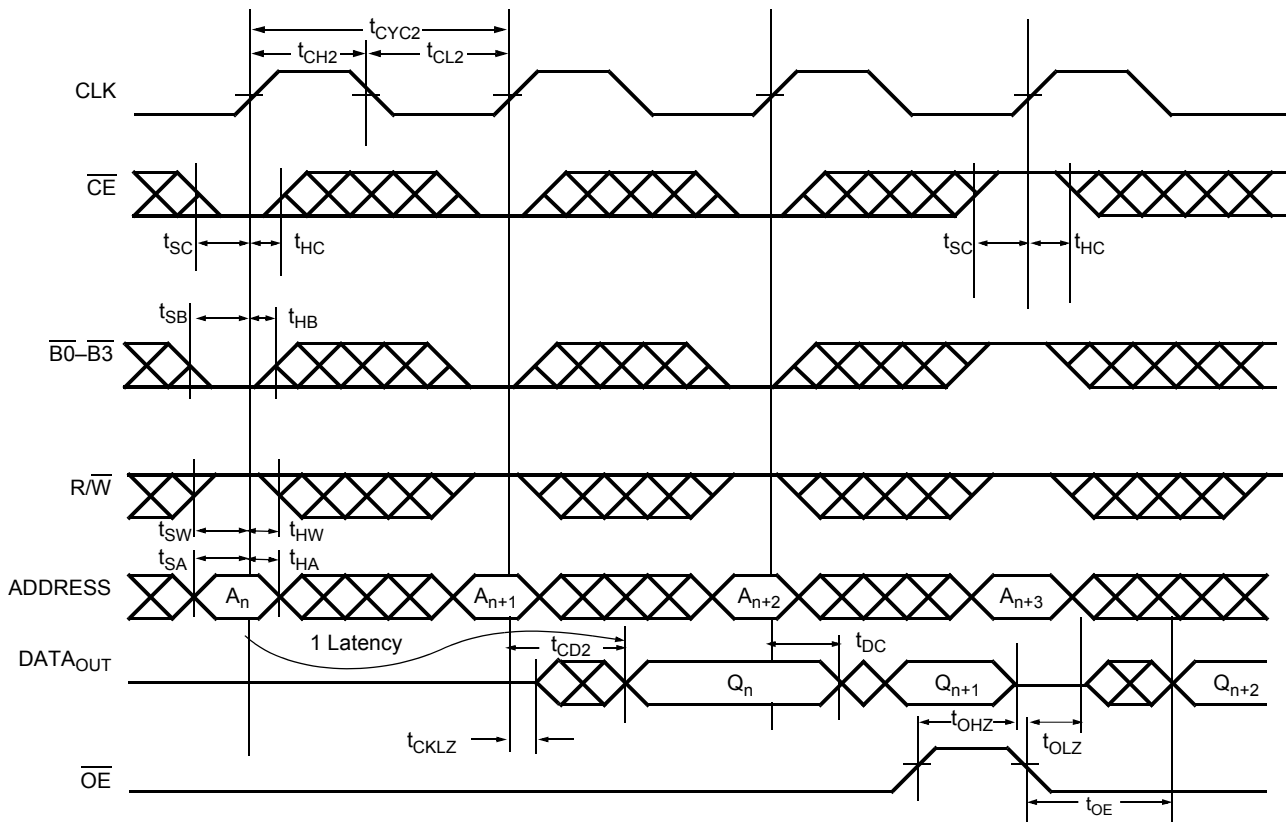 tCYC2
tCH2 tCL2
CLK
CE
tSC tHC tSC tHC
tSB tHB
B0–B3
R/W
tSW tHW
tSA tHA
ADDRESS An An+1 An+2 An+3
1 Latency tCD2 tDC
DATAOUT Qn Qn+1 Qn+2
tOHZ tOLZ
tCKLZ
OE
tOE